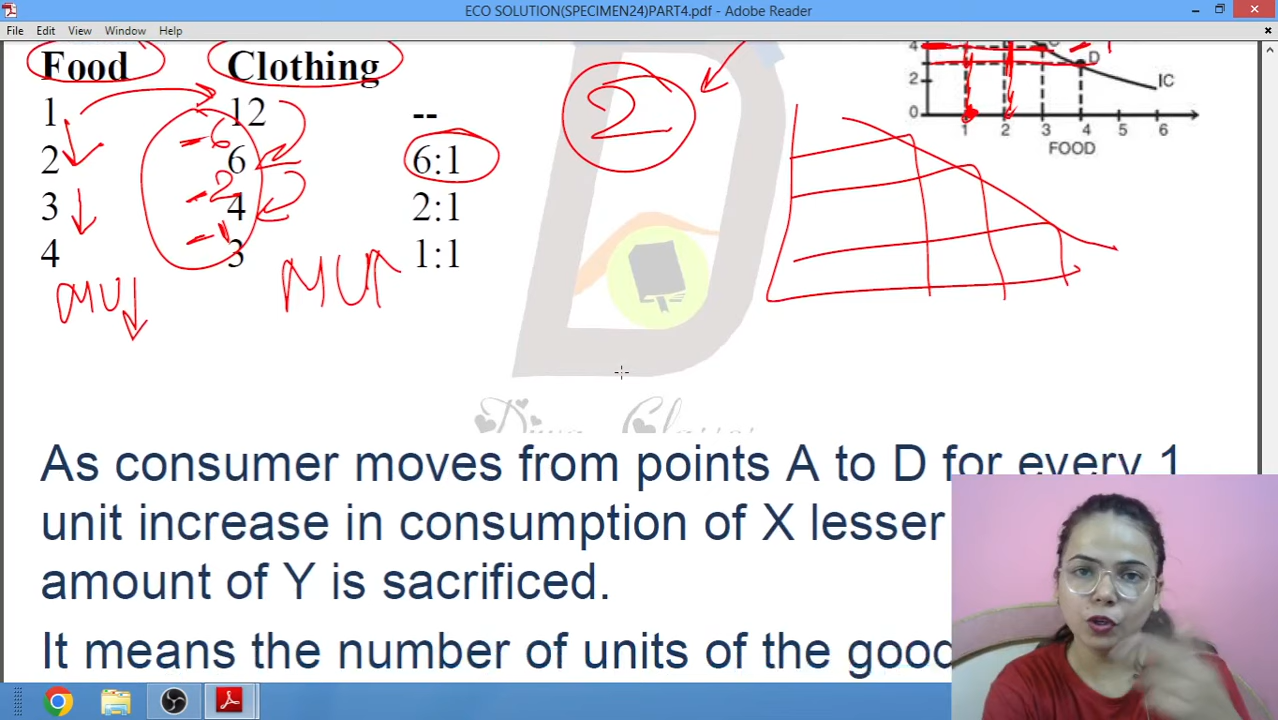 ECO SOLUTION(SPECIMEN24)PART4.pdf - Adobe Reader
File Edit View Window Help
Food Clothing
1 12 --
2 6 6:1
3 4 2:1
4 3 1:1
-6
-2
-1
MU↓
MU↑
2
4
2
0
D
IC
1 2 3 4 5 6
FOOD
As consumer moves from points A to D for every 1
unit increase in consumption of X lesser
amount of Y is sacrificed.
It means the number of units of the good